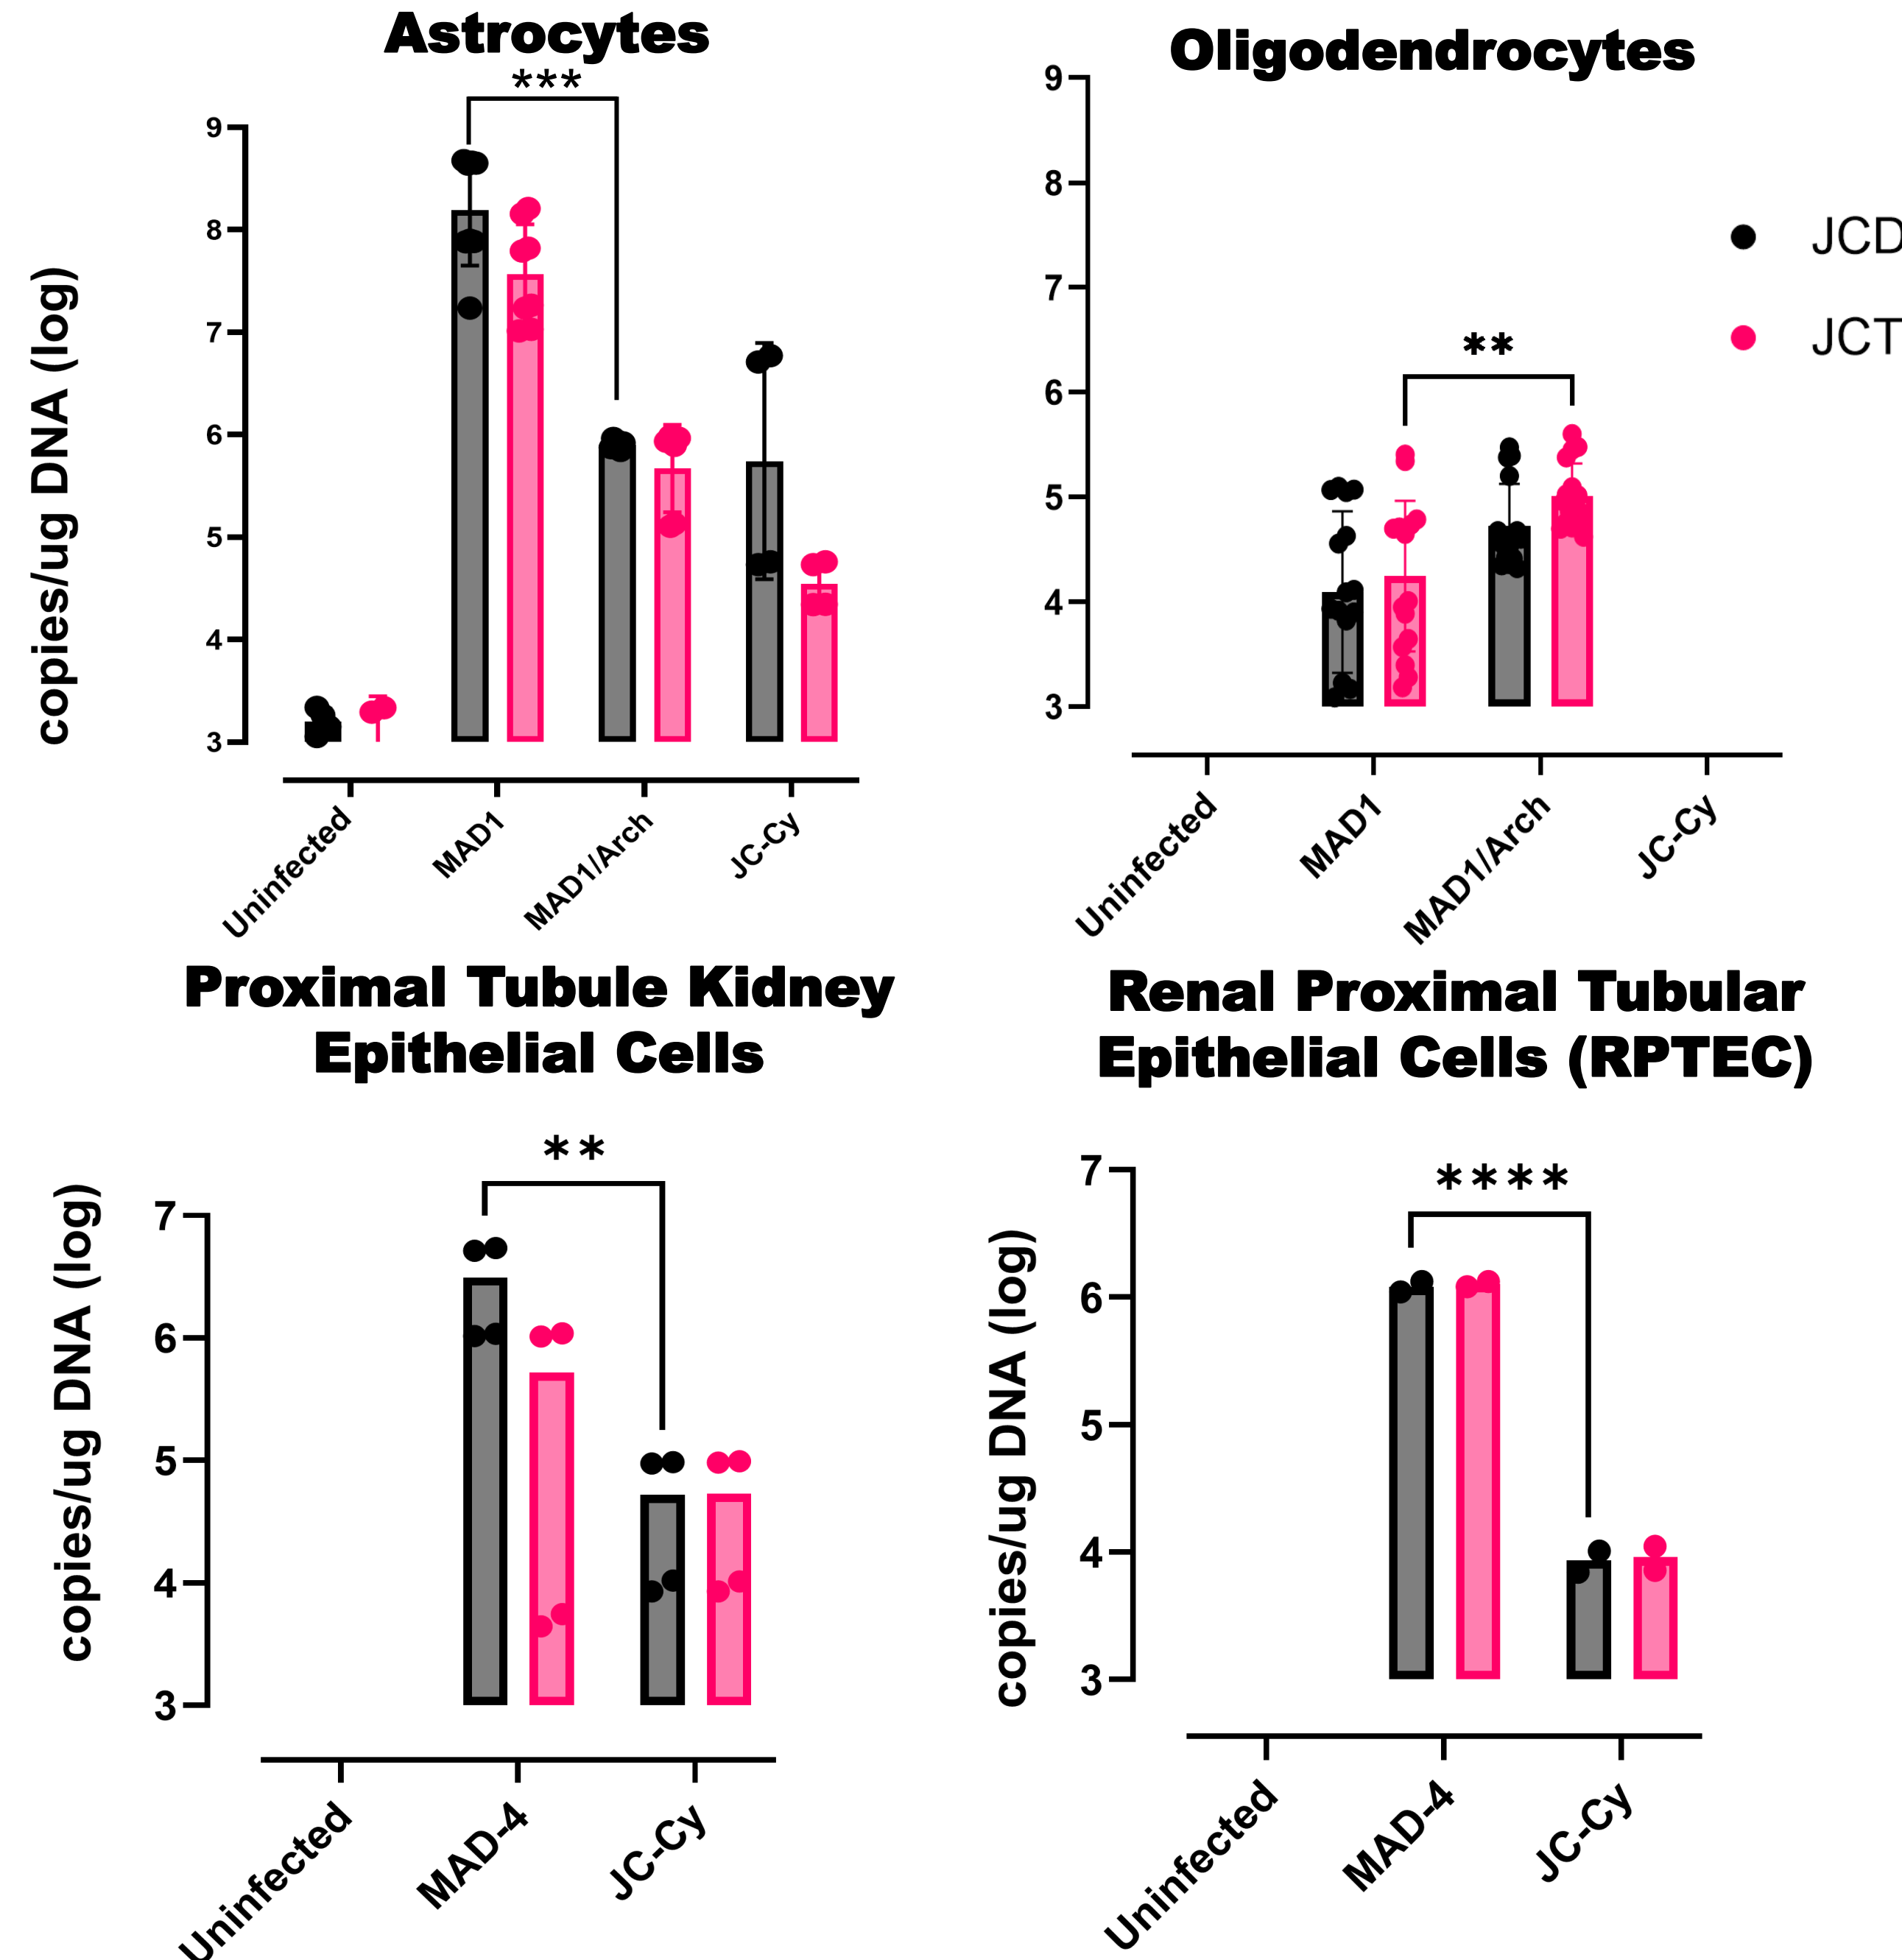 Astrocytes
***
copies/ug DNA (log)
9
8
7
6
5
4
3
Uninfected
MAD1
MAD1/Arch
JC-Cy
Oligodendrocytes
9
8
7
6
5
4
3
**
JCD
JCT
Uninfected
MAD1
MAD1/Arch
JC-Cy
Proximal Tubule Kidney
Epithelial Cells
**
copies/ug DNA (log)
7
6
5
4
3
Uninfected
MAD-4
JC-Cy
Renal Proximal Tubular
Epithelial Cells (RPTEC)
****
copies/ug DNA (log)
7
6
5
4
3
Uninfected
MAD-4
JC-Cy